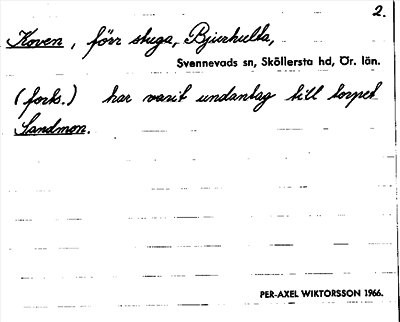 2.
Koven, förr stuga, Bjurhulta,
Svennevads sn, Sköllersta hd, Ör. län.
(forts.) har varit undantag till torpet
Sandmon.
PER-AXEL WIKTORSSON 1966.